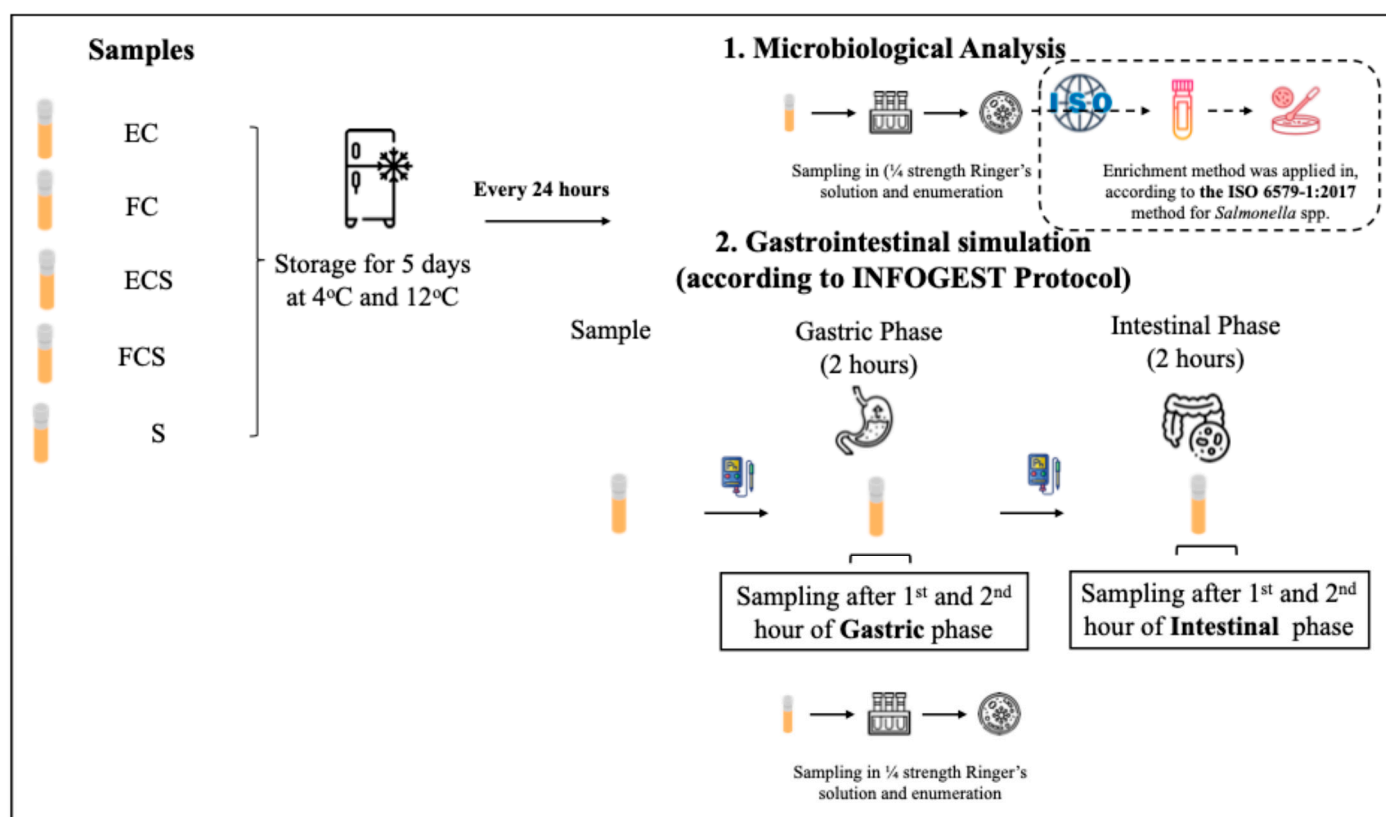 Samples
EC
FC
ECS
FCS
S
Storage for 5 days
at 4°C and 12°C
Every 24 hours
1. Microbiological Analysis
ISO
Sampling in (¼ strength Ringer's
solution and enumeration
Enrichment method was applied in,
according to the ISO 6579-1:2017
method for Salmonella spp.
2. Gastrointestinal simulation
(according to INFOGEST Protocol)
Sample
Gastric Phase
(2 hours)
Intestinal Phase
(2 hours)
Sampling after 1st and 2nd
hour of Gastric phase
Sampling after 1st and 2nd
hour of Intestinal phase
Sampling in ¼ strength Ringer's
solution and enumeration